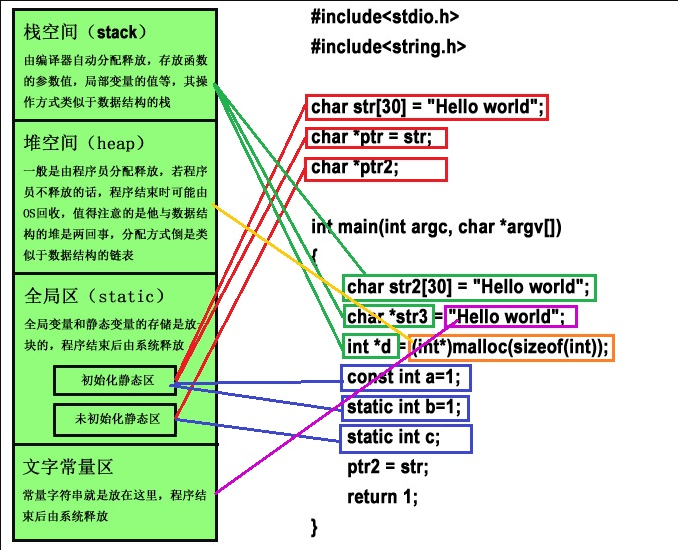 栈空间（stack）
由编译器自动分配释放，存放函数
的参数值，局部变量的值等，其操
作方式类似于数据结构的栈
堆空间（heap）
一般是由程序员分配释放，若程序
员不释放的话，程序结束时可能由
OS回收，值得注意的是他与数据结构
的堆是两回事，分配方式倒是类
似于数据结构的链表
全局区（static）
全局变量和静态变量的存储是放一
块的，程序结束后由系统释放
初始化静态区
未初始化静态区
文字常量区
常量字符串就是放在这里，程序结
束后由系统释放
#include<stdio.h>
#include<string.h>
char str[30] = "Hello world";
char *ptr = str;
char *ptr2;
int main(int argc, char *argv[])
{
char str2[30] = "Hello world";
char *str3 = "Hello world";
int *d = (int*)malloc(sizeof(int));
const int a=1;
static int b=1;
static int c;
ptr2 = str;
return 1;
}